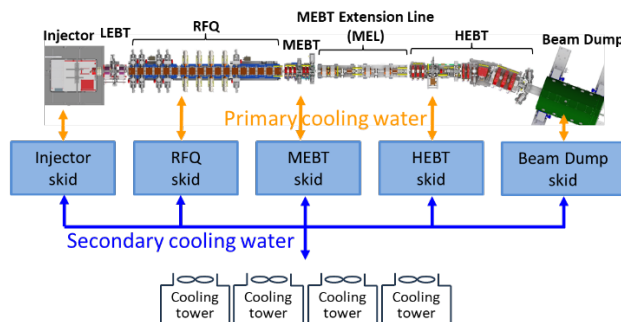 MEBT Extension Line
(MEL)
Injector
LEBT
RFQ
MEBT
HEBT
Beam Dump
Primary cooling water
Injector
skid
RFQ
skid
MEBT
skid
HEBT
skid
Beam Dump
skid
Secondary cooling water
Cooling
tower
Cooling
tower
Cooling
tower
Cooling
tower